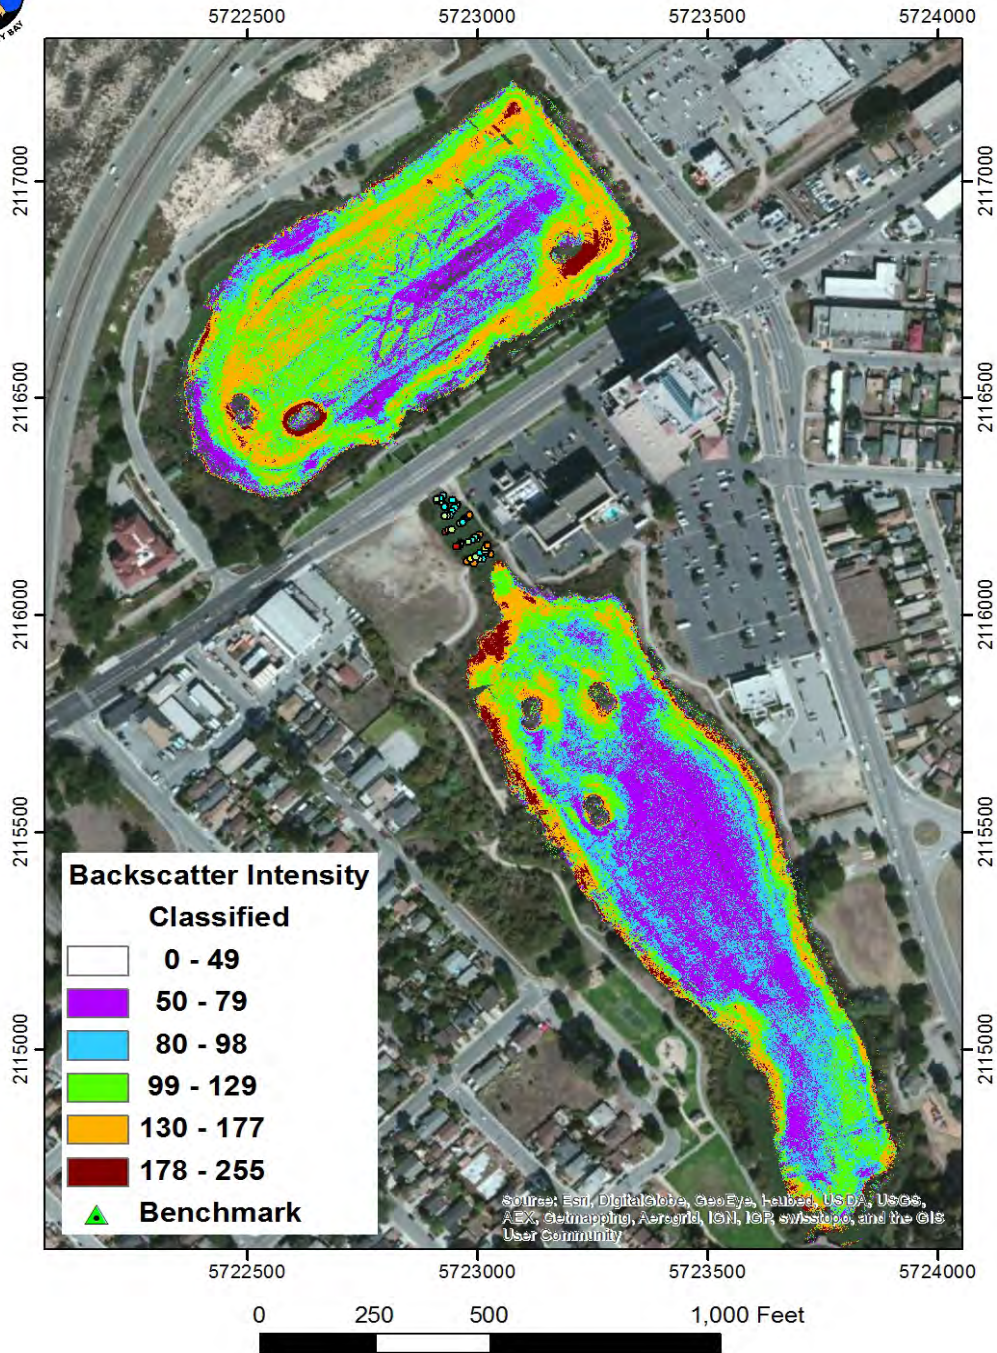 Y BAY
5722500 5723000 5723500 5724000
2117000 2117000
2116500 2116500
2116000 2116000
2115500 2115500
2115000 2115000
Backscatter Intensity
Classified
0 - 49
50 - 79
80 - 98
99 - 129
130 - 177
178 - 255
Benchmark
Source: Esri, DigitalGlobe, GeoEye, i-cubed, USDA, USGS,
AEX, Getmapping, Aerogrid, IGN, IGP, swisstopo, and the GIS
User Community
5722500 5723000 5723500 5724000
0 250 500 1,000 Feet